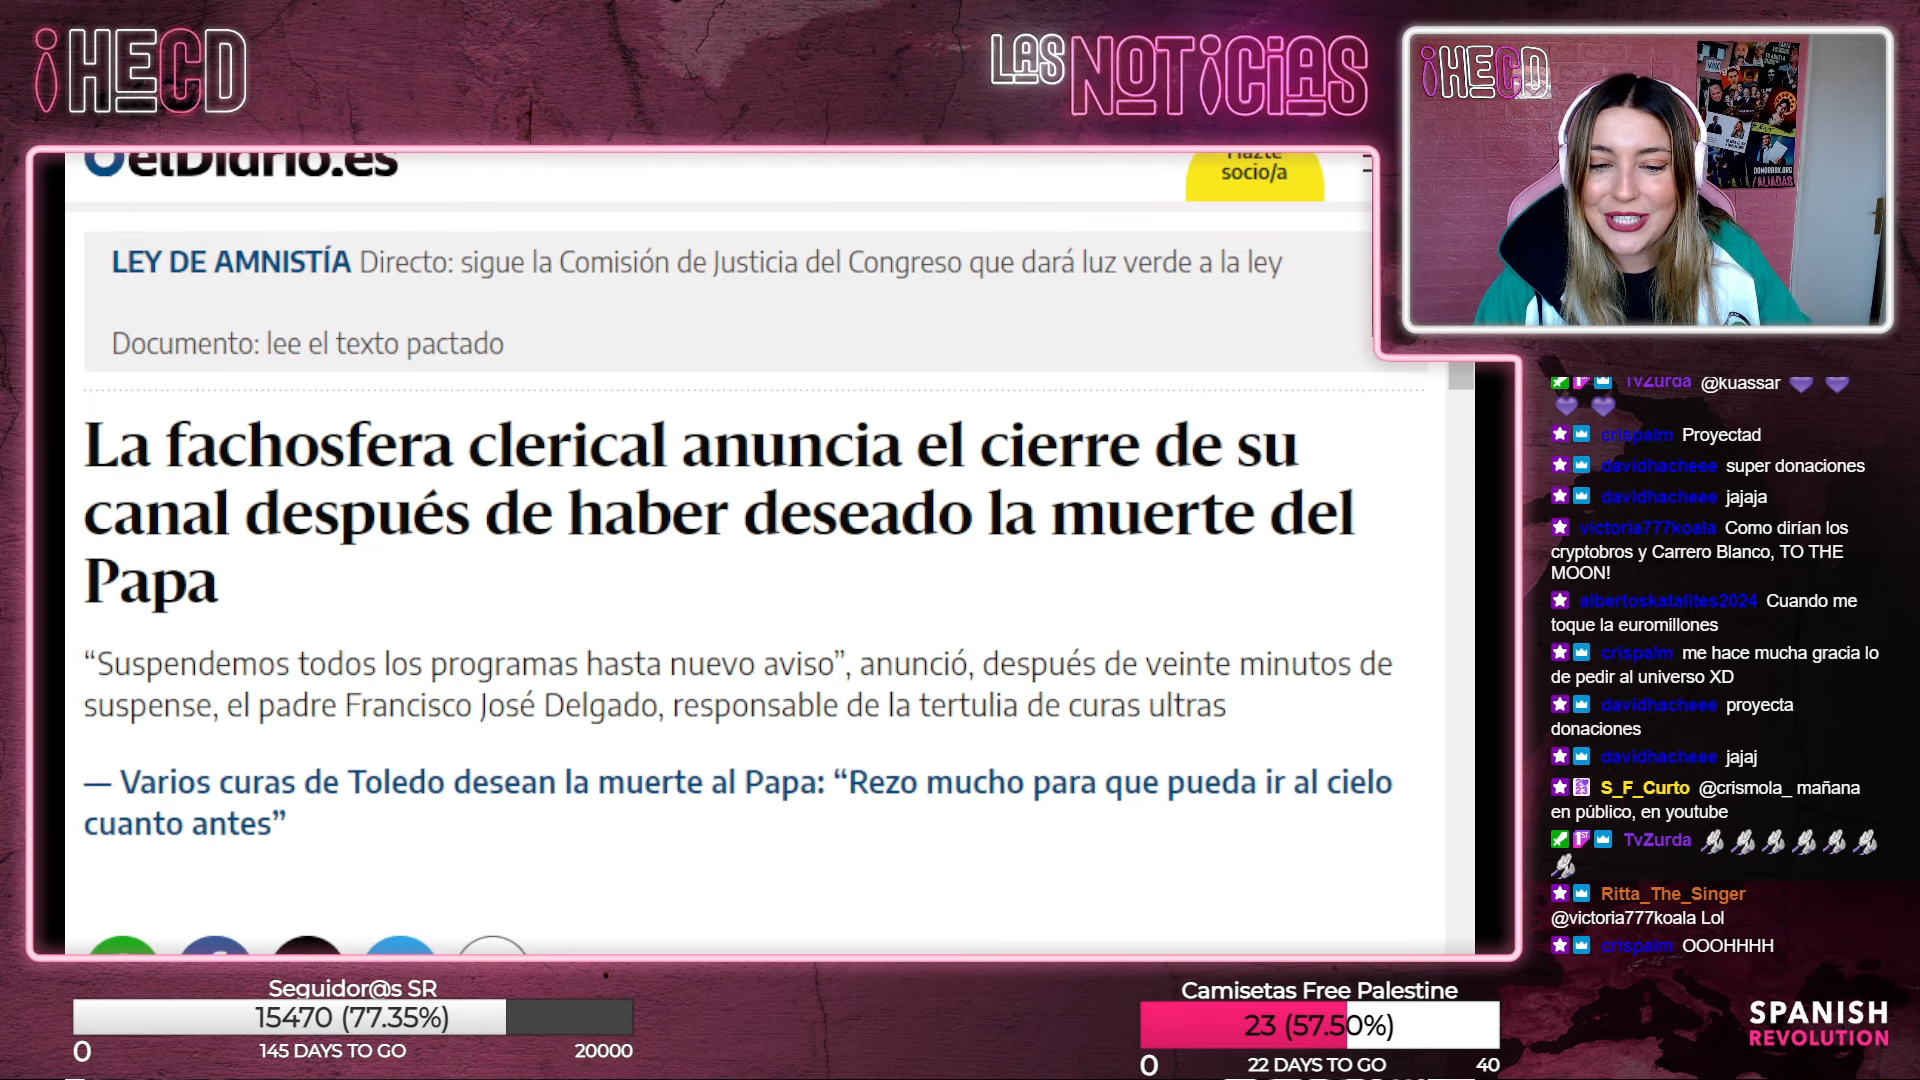 ¡HECD
LAS NOTICIAS
¡HECD
elDiario.es
Hazte
socio/a
LEY DE AMNISTÍA Directo: sigue la Comisión de Justicia del Congreso que dará luz verde a la ley
Documento: lee el texto pactado
La fachosfera clerical anuncia el cierre de su
canal después de haber deseado la muerte del
Papa
“Suspendemos todos los programas hasta nuevo aviso”, anunció, después de veinte minutos de
suspense, el padre Francisco José Delgado, responsable de la tertulia de curas ultras
— Varios curas de Toledo desean la muerte al Papa: “Rezo mucho para que pueda ir al cielo
cuanto antes”
TvZurda @kuassar
crispalm Proyectad
davidhacheee super donaciones
davidhacheee jajaja
victoria777koala Como dirían los
cryptobros y Carrero Blanco, TO THE
MOON!
albertoskatalites2024 Cuando me
toque la euromillones
crispalm me hace mucha gracia lo
de pedir al universo XD
davidhacheee proyecta
donaciones
davidhacheee jajaj
S_F_Curto @crismola_ mañana
en público, en youtube
TvZurda
Ritta_The_Singer
@victoria777koala Lol
crispalm OOOHHHH
Seguidor@s SR
15470 (77.35%)
0 145 DAYS TO GO 20000
Camisetas Free Palestine
23 (57.50%)
0 22 DAYS TO GO 40
SPANISH
REVOLUTION
DONORBOX.ORG
/ALIADAS